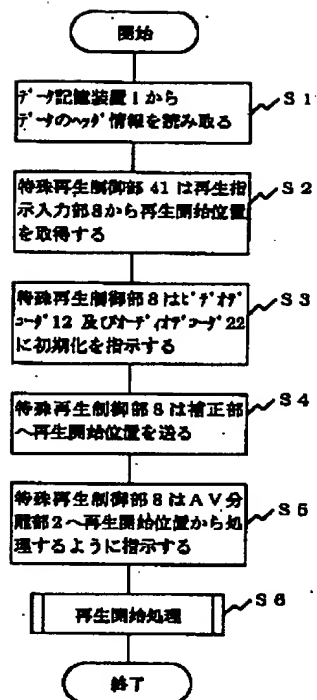 開始
データ記憶装置1から
データのヘッダ情報を読み取る
S1
特殊再生制御部41は再生指
示入力部8から再生開始位置
を取得する
S2
特殊再生制御部8はビデオデ
コーダ12 及びオーディオデコーダ22
に初期化を指示する
S3
特殊再生制御部8は補正部
へ再生開始位置を送る
S4
特殊再生制御部8はAV分
離部2へ再生開始位置から処
理するように指示する
S5
再生開始処理
S6
終了